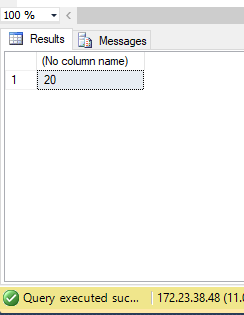 100 %
Results Messages
(No column name)
1 20
Query executed suc... 172.23.38.48 (11.0